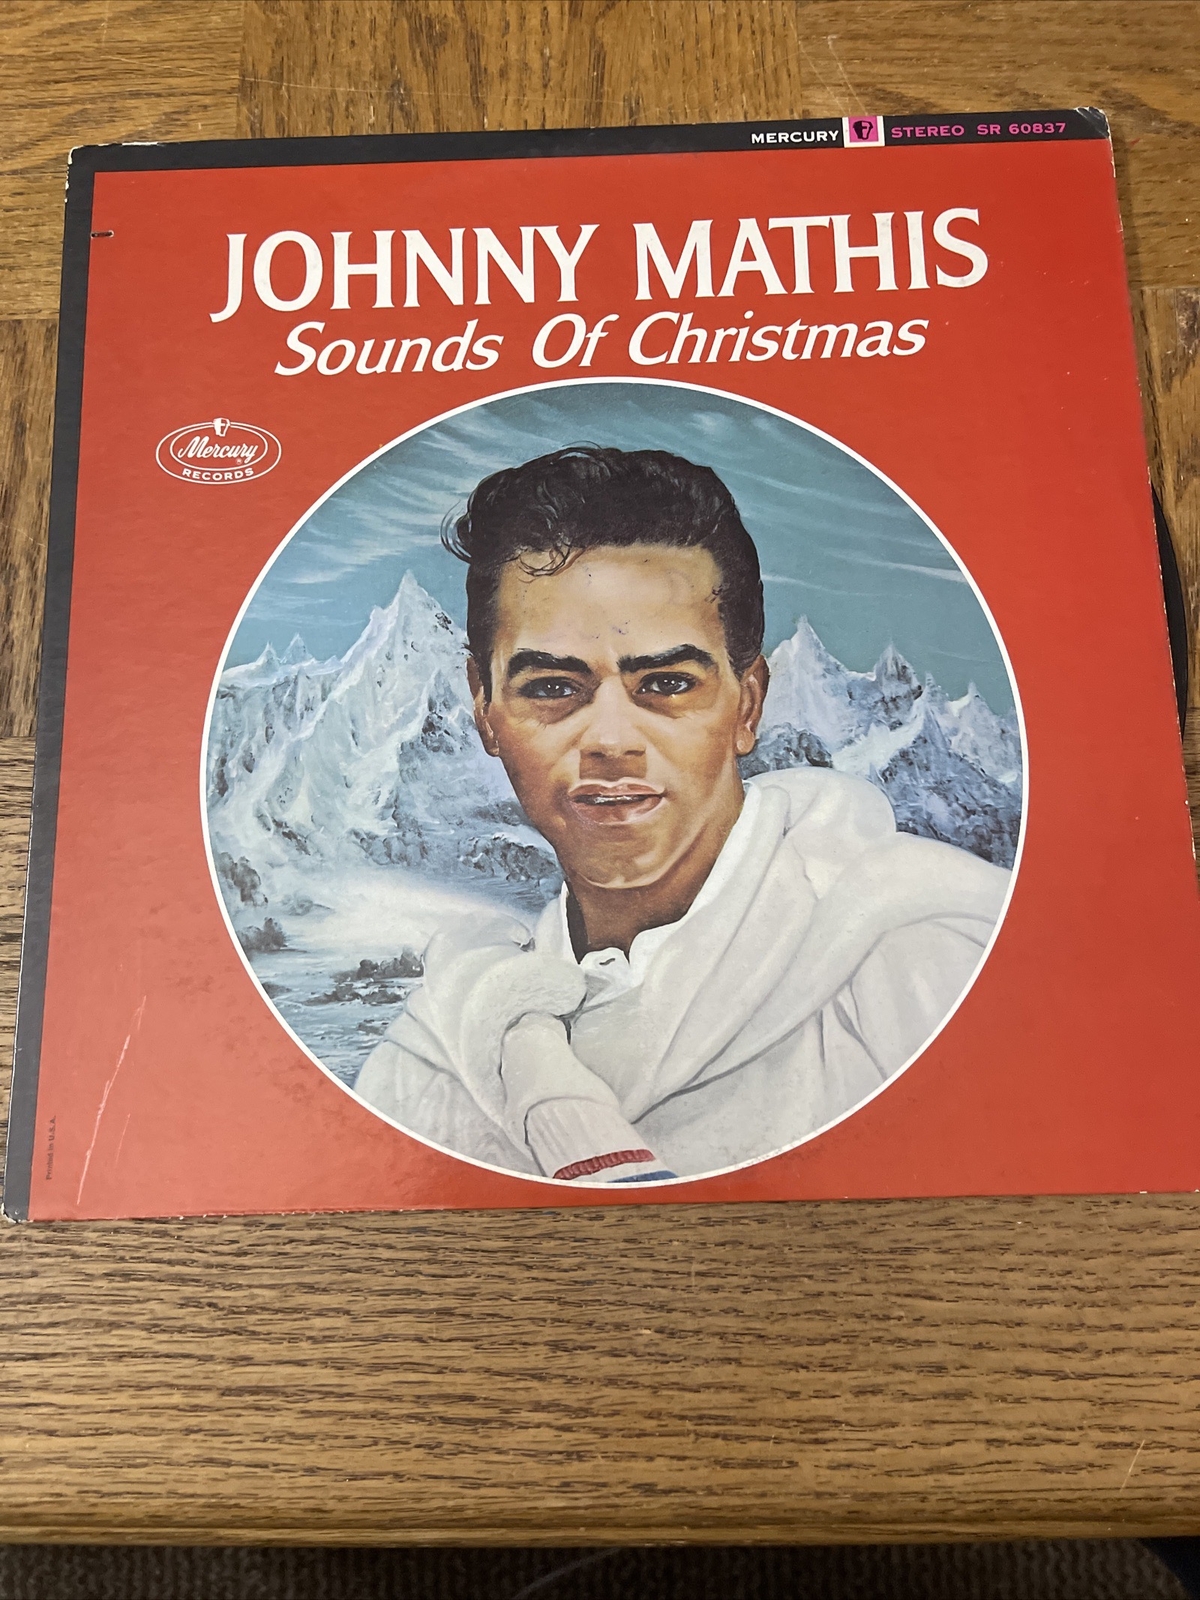 MERCURY STEREO SR 60837
JOHNNY MATHIS
Sounds Of Christmas
Mercury
RECORDS
Printed in U.S.A.